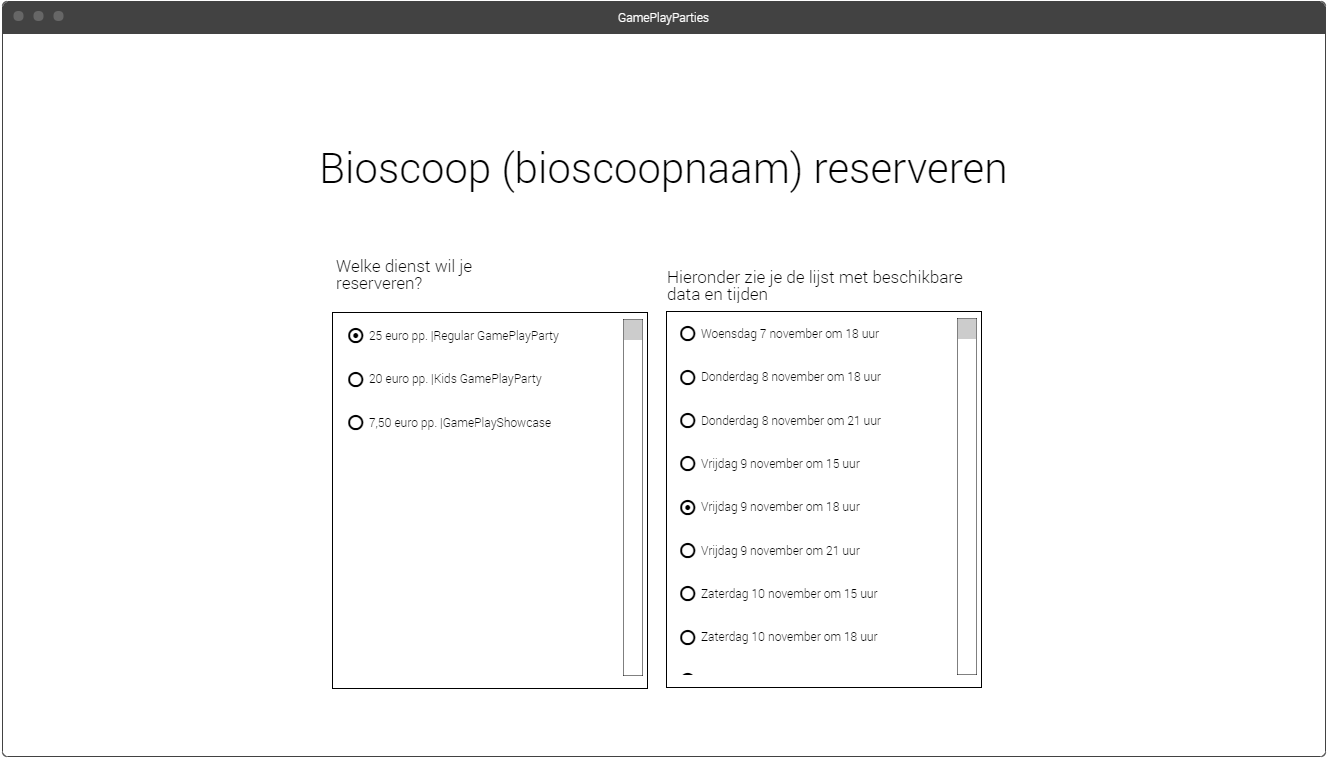 GamePlayParties
Bioscoop (bioscoopnaam) reserveren
Welke dienst wil je
reserveren?
25 euro pp. |Regular GamePlayParty
20 euro pp. |Kids GamePlayParty
7,50 euro pp. |GamePlayShowcase
Hieronder zie je de lijst met beschikbare
data en tijden
Woensdag 7 november om 18 uur
Donderdag 8 november om 18 uur
Donderdag 8 november om 21 uur
Vrijdag 9 november om 15 uur
Vrijdag 9 november om 18 uur
Vrijdag 9 november om 21 uur
Zaterdag 10 november om 15 uur
Zaterdag 10 november om 18 uur